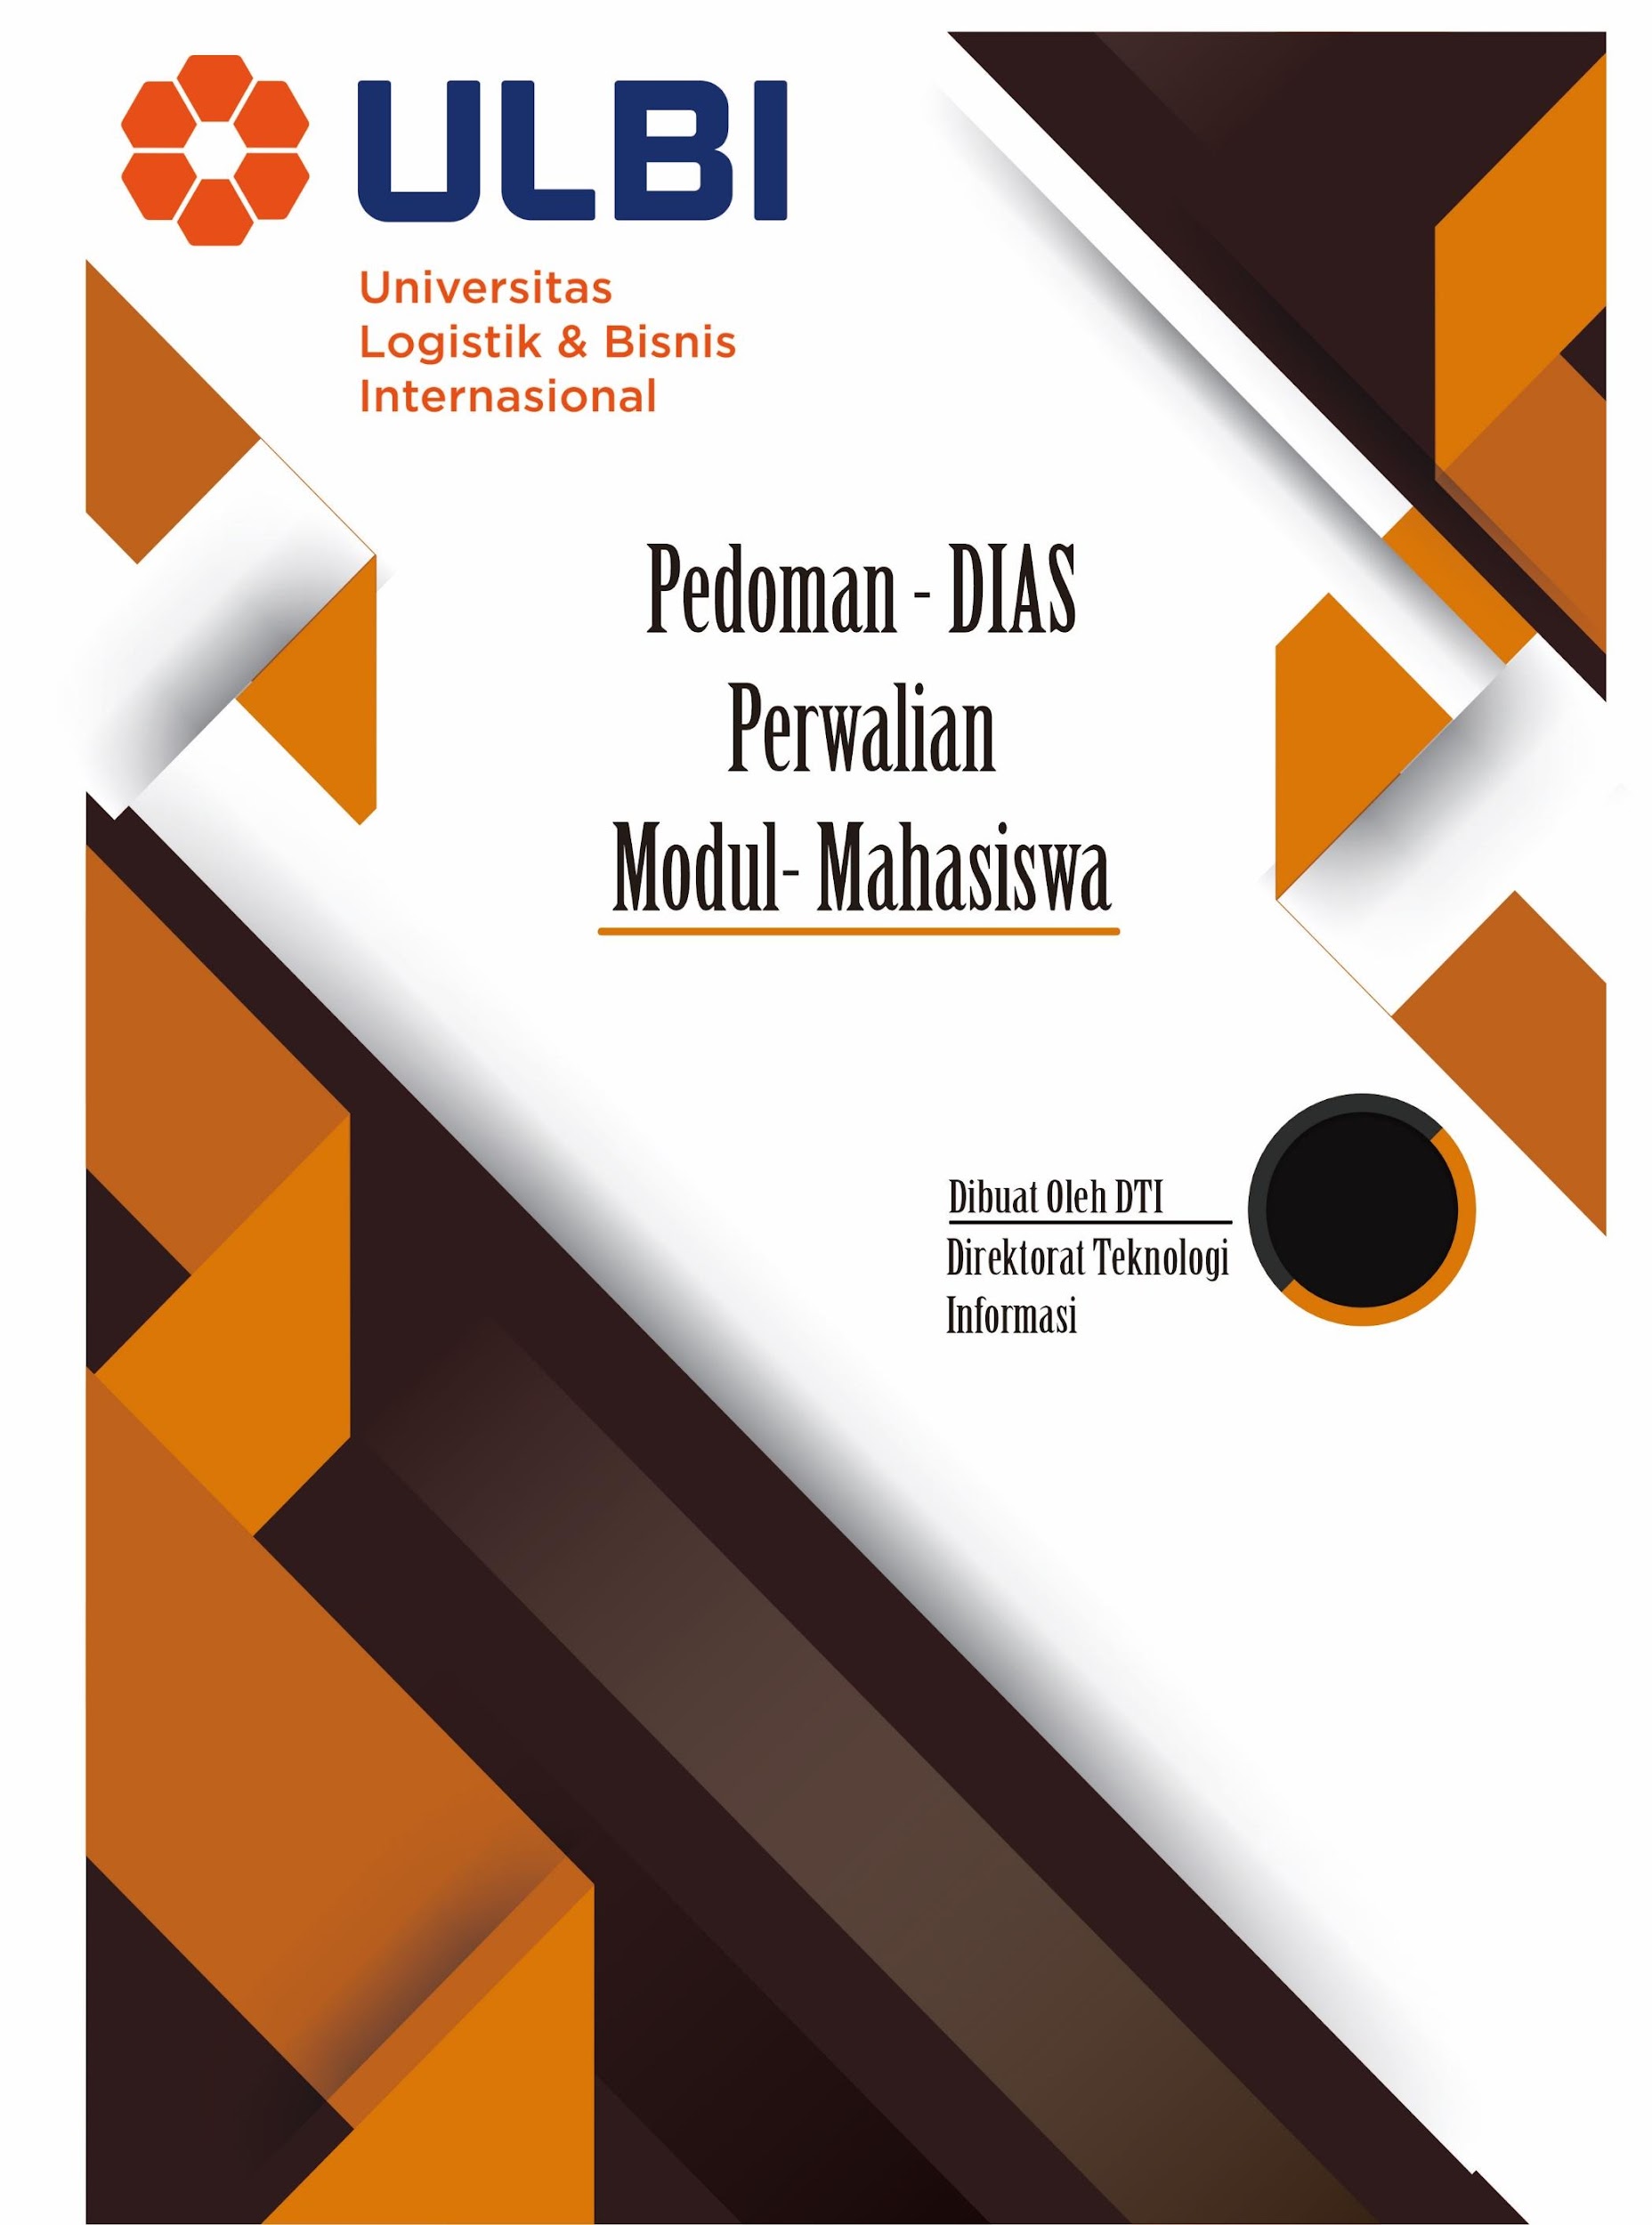 ULBI
Universitas
Logistik & Bisnis
Internasional
Pedoman - DIAS
Perwalian
Modul- Mahasiswa
Dibuat Oleh DTI
Direktorat Teknologi
Informasi